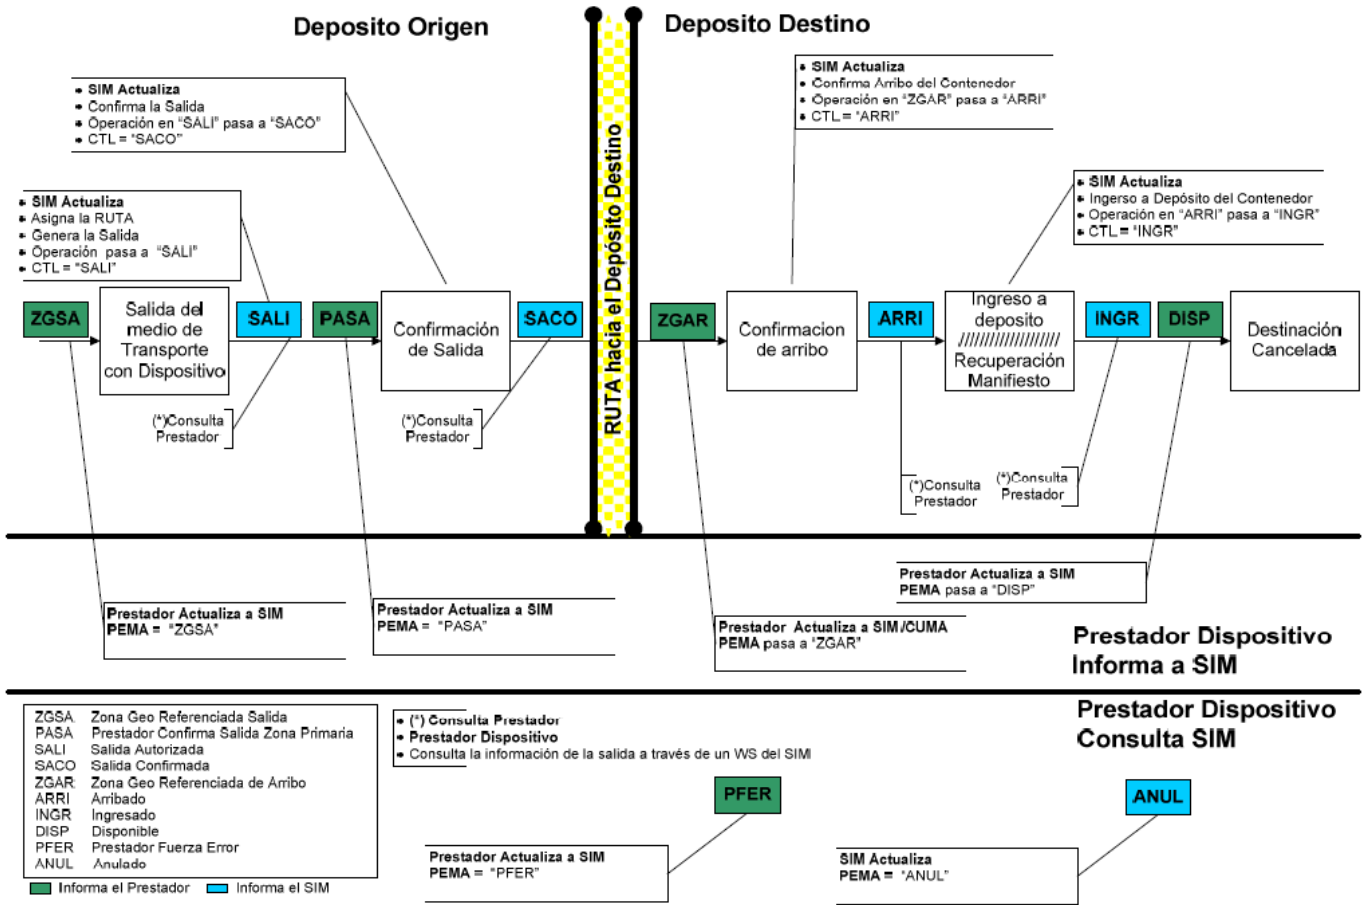 Deposito Origen
Deposito Destino
SIM Actualiza
Confirma la Salida
Operación en “SALI” pasa a “SACO”
CTL = “SACO”
SIM Actualiza
Confirma Arribo del Contenedor
Operación en “ZGAR” pasa a “ARRI”
CTL = “ARRI”
SIM Actualiza
Asigna la RUTA
Genera la Salida
Operación pasa a “SALI”
CTL = “SALI”
SIM Actualiza
Ingerso a Depósito del Contenedor
Operación en “ARRI” pasa a “INGR”
CTL = “INGR”
RUTA hacia el Depósito Destino
ZGSA
Salida del
medio de
Transporte
con Dispositivo
SALI
PASA
Confirmación
de Salida
SACO
ZGAR
Confirmacion
de arribo
ARRI
Ingreso a
deposito
/////////////////////
Recuperación
Manifiesto
INGR
DISP
Destinación
Cancelada
(*)Consulta
Prestador
(*)Consulta
Prestador
(*)Consulta
Prestador
(*)Consulta
Prestador
Prestador Actualiza a SIM
PEMA = “ZGSA”
Prestador Actualiza a SIM
PEMA = “PASA”
Prestador Actualiza a SIM/CUMA
PEMA pasa a “ZGAR”
Prestador Actualiza a SIM
PEMA pasa a “DISP”
Prestador Dispositivo
Informa a SIM
Prestador Dispositivo
Consulta SIM
ZGSA Zona Geo Referenciada Salida
PASA Prestador Confirma Salida Zona Primaria
SALI Salida Autorizada
SACO Salida Confirmada
ZGAR Zona Geo Referenciada de Arribo
ARRI Arribado
INGR Ingresado
DISP Disponible
PFER Prestador Fuerza Error
ANUL Anulado
Informa el Prestador
Informa el SIM
(*) Consulta Prestador
Prestador Dispositivo
Consulta la información de la salida a través de un WS del SIM
PFER
Prestador Actualiza a SIM
PEMA = “PFER”
ANUL
SIM Actualiza
PEMA = “ANUL”